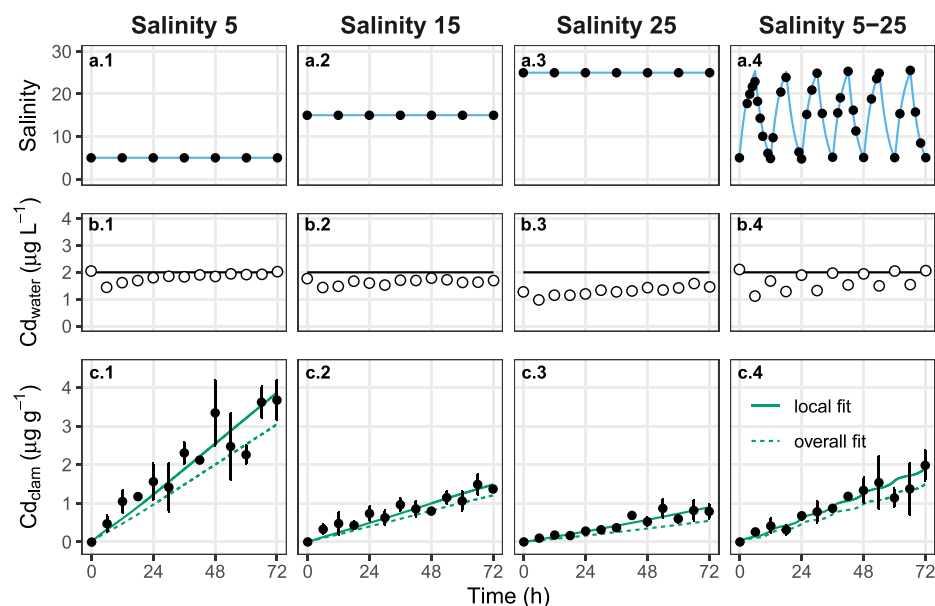 Salinity 5 Salinity 15 Salinity 25 Salinity 5−25
Salinity
30
20
10
0
a.1 a.2 a.3 a.4
Cdwater (µg L−1)
4
3
2
1
0
b.1 b.2 b.3 b.4
Cdclam (µg g−1)
4
3
2
1
0
c.1 c.2 c.3 c.4
local fit
overall fit
0 24 48 72 0 24 48 72 0 24 48 72 0 24 48 72
Time (h)